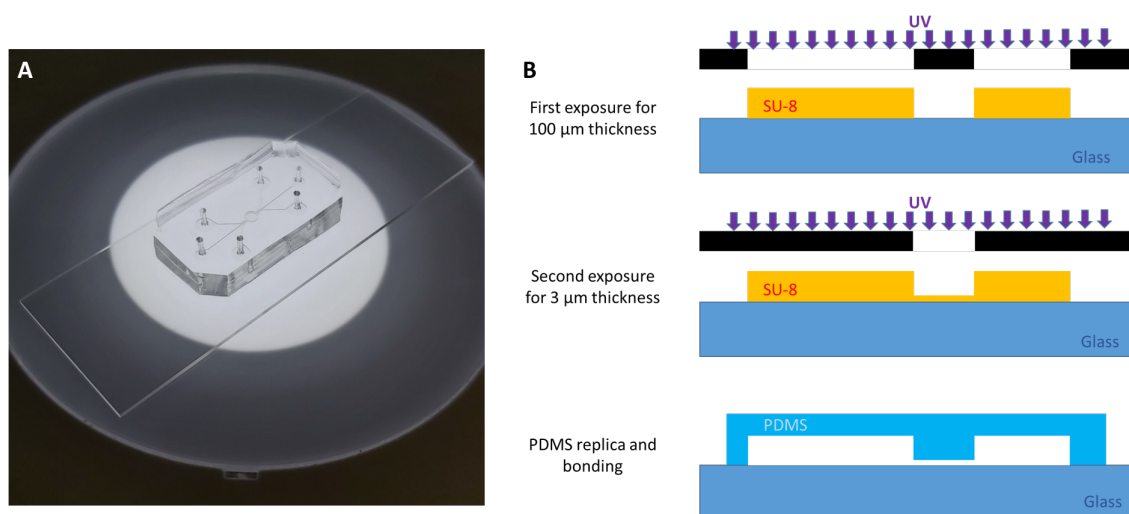 A
B
UV
First exposure for
100 µm thickness
SU-8
Glass
UV
Second exposure
for 3 µm thickness
SU-8
Glass
PDMS replica and
bonding
PDMS
Glass